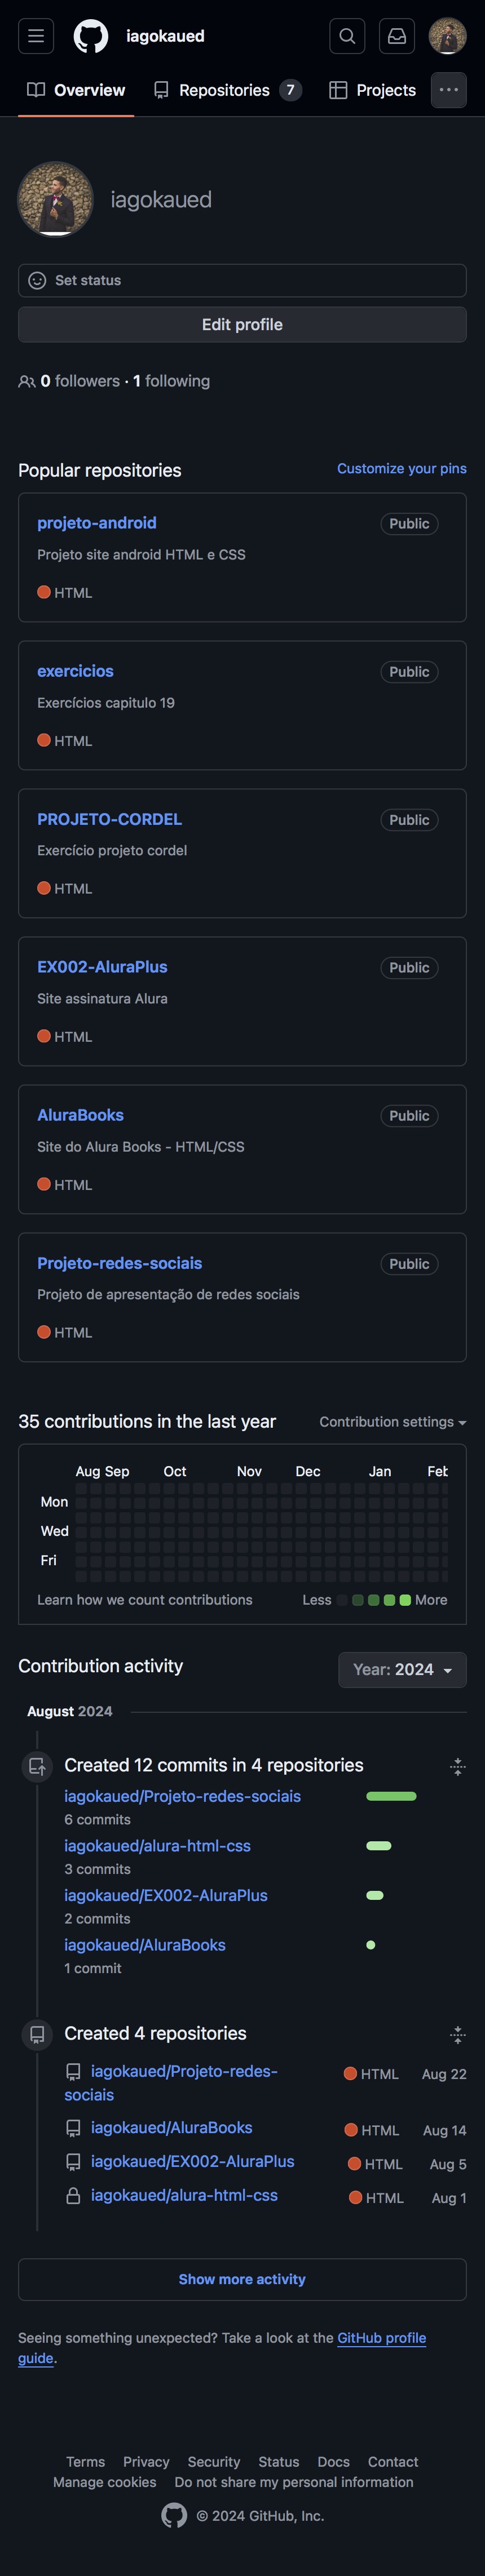 iagokaued
Overview Repositories 7 Projects
iagokaued
Set status
Edit profile
0 followers · 1 following
Popular repositories Customize your pins
projeto-android Public
Projeto site android HTML e CSS
HTML
exercicios Public
Exercícios capitulo 19
HTML
PROJETO-CORDEL Public
Exercício projeto cordel
HTML
EX002-AluraPlus Public
Site assinatura Alura
HTML
AluraBooks Public
Site do Alura Books - HTML/CSS
HTML
Projeto-redes-sociais Public
Projeto de apresentação de redes sociais
HTML
35 contributions in the last year Contribution settings
Aug Sep Oct Nov Dec Jan Feb
Mon
Wed
Fri
Learn how we count contributions Less More
Contribution activity Year: 2024
August 2024
Created 12 commits in 4 repositories
iagokaued/Projeto-redes-sociais
6 commits
iagokaued/alura-html-css
3 commits
iagokaued/EX002-AluraPlus
2 commits
iagokaued/AluraBooks
1 commit
Created 4 repositories
iagokaued/Projeto-redes- HTML Aug 22
sociais
iagokaued/AluraBooks HTML Aug 14
iagokaued/EX002-AluraPlus HTML Aug 5
iagokaued/alura-html-css HTML Aug 1
Show more activity
Seeing something unexpected? Take a look at the GitHub profile
guide.
Terms Privacy Security Status Docs Contact
Manage cookies Do not share my personal information
© 2024 GitHub, Inc.